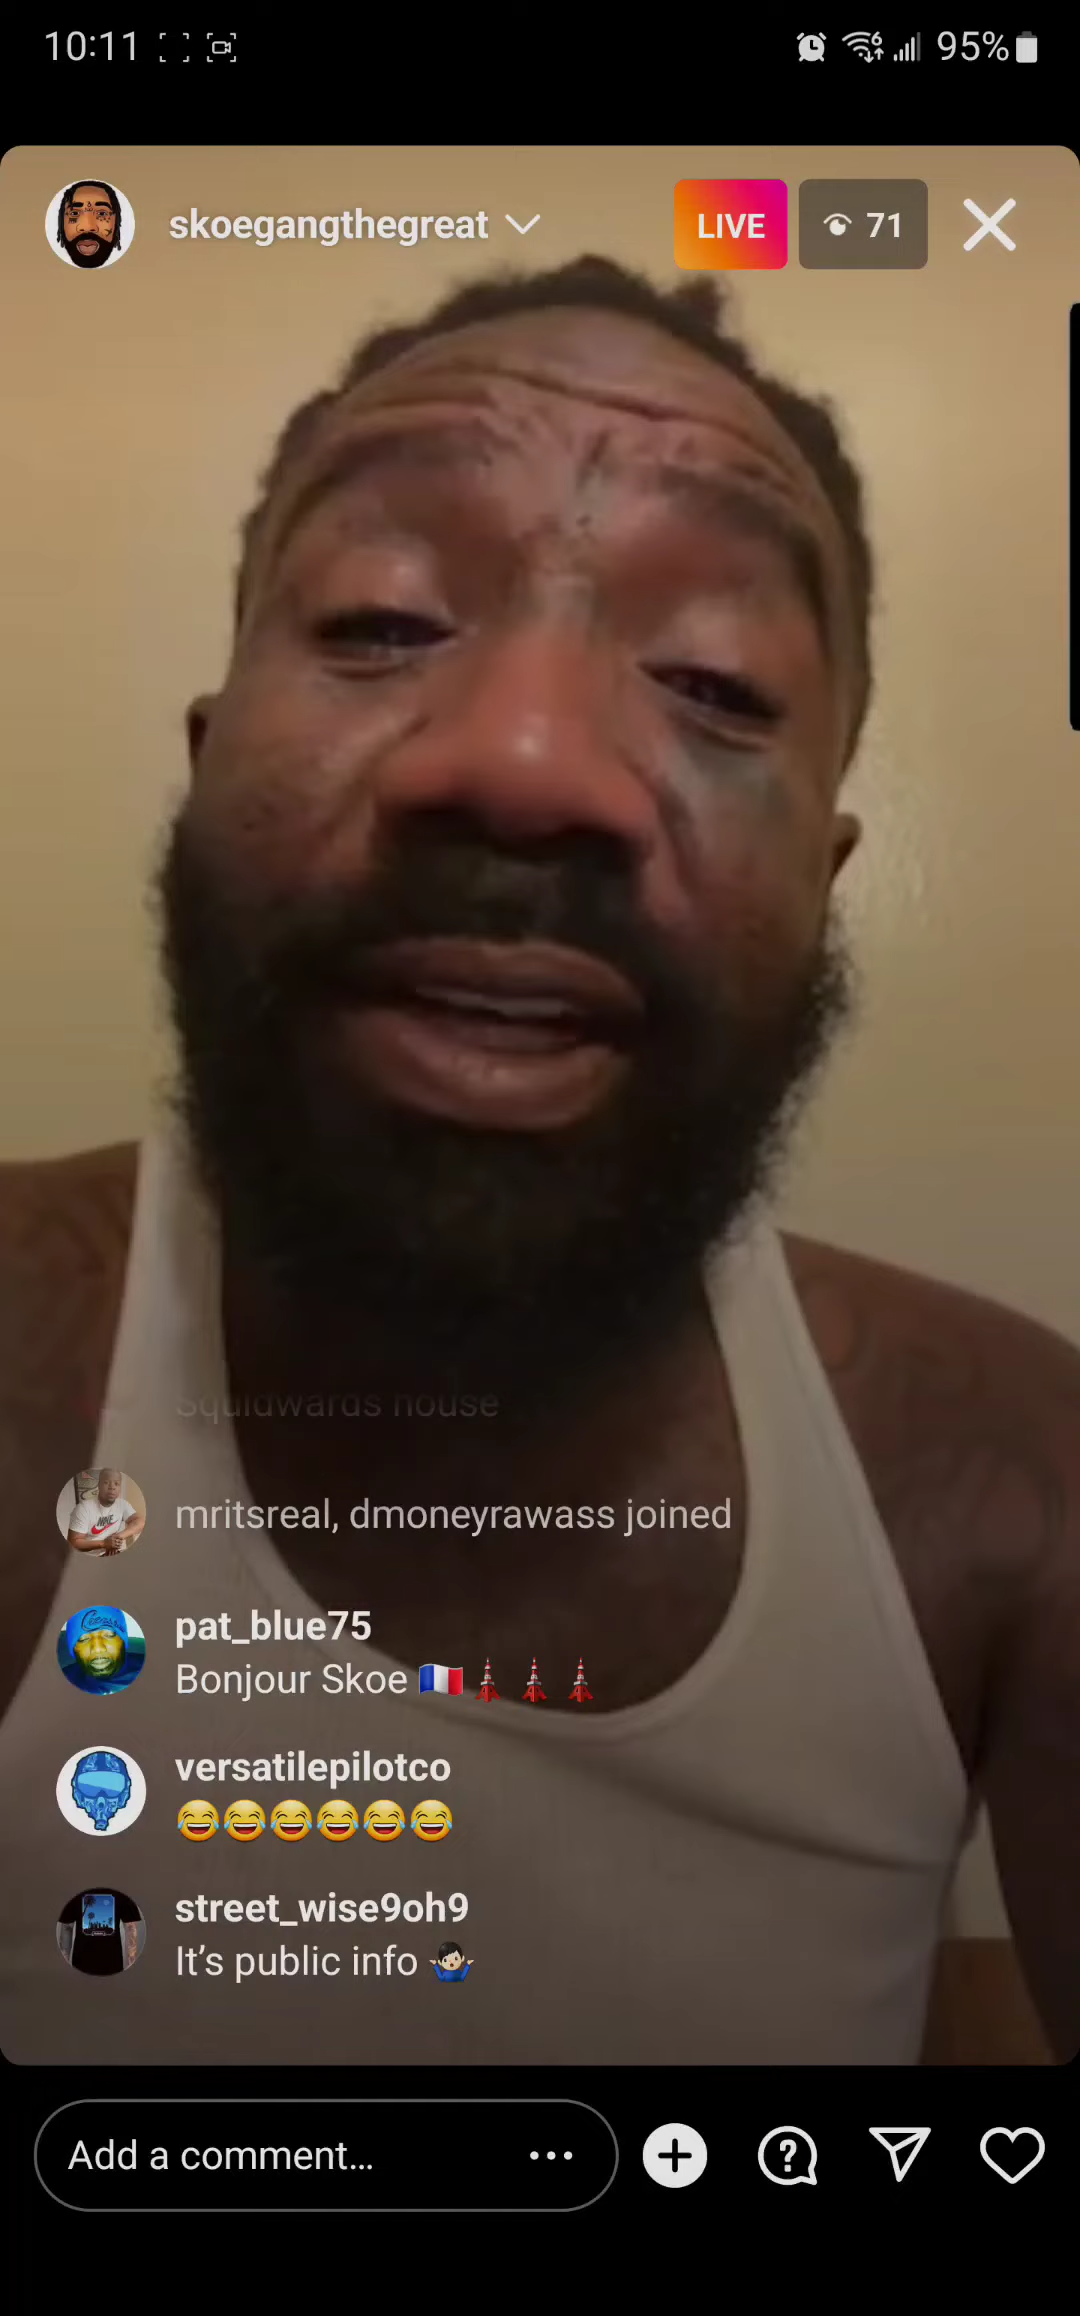 10:11
95%
skoegangthegreat
LIVE
71
Squidwards house
mritsreal, dmoneyrawass joined
pat_blue75
Bonjour Skoe 🇫🇷🗼🗼🗼
versatilepilotco
😂😂😂😂😂😂
street_wise9oh9
It’s public info 🤷🏻‍♂️
Add a comment...